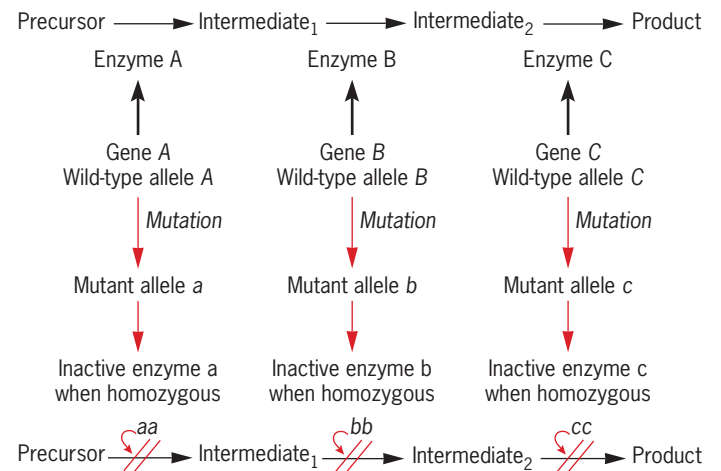 Precursor Intermediate₁ Intermediate₂ Product
Enzyme A Enzyme B Enzyme C
Gene A Gene B Gene C
Wild-type allele A Wild-type allele B Wild-type allele C
Mutation Mutation Mutation
Mutant allele a Mutant allele b Mutant allele c
Inactive enzyme a Inactive enzyme b Inactive enzyme c
when homozygous when homozygous when homozygous
aa bb cc
Precursor Intermediate₁ Intermediate₂ Product